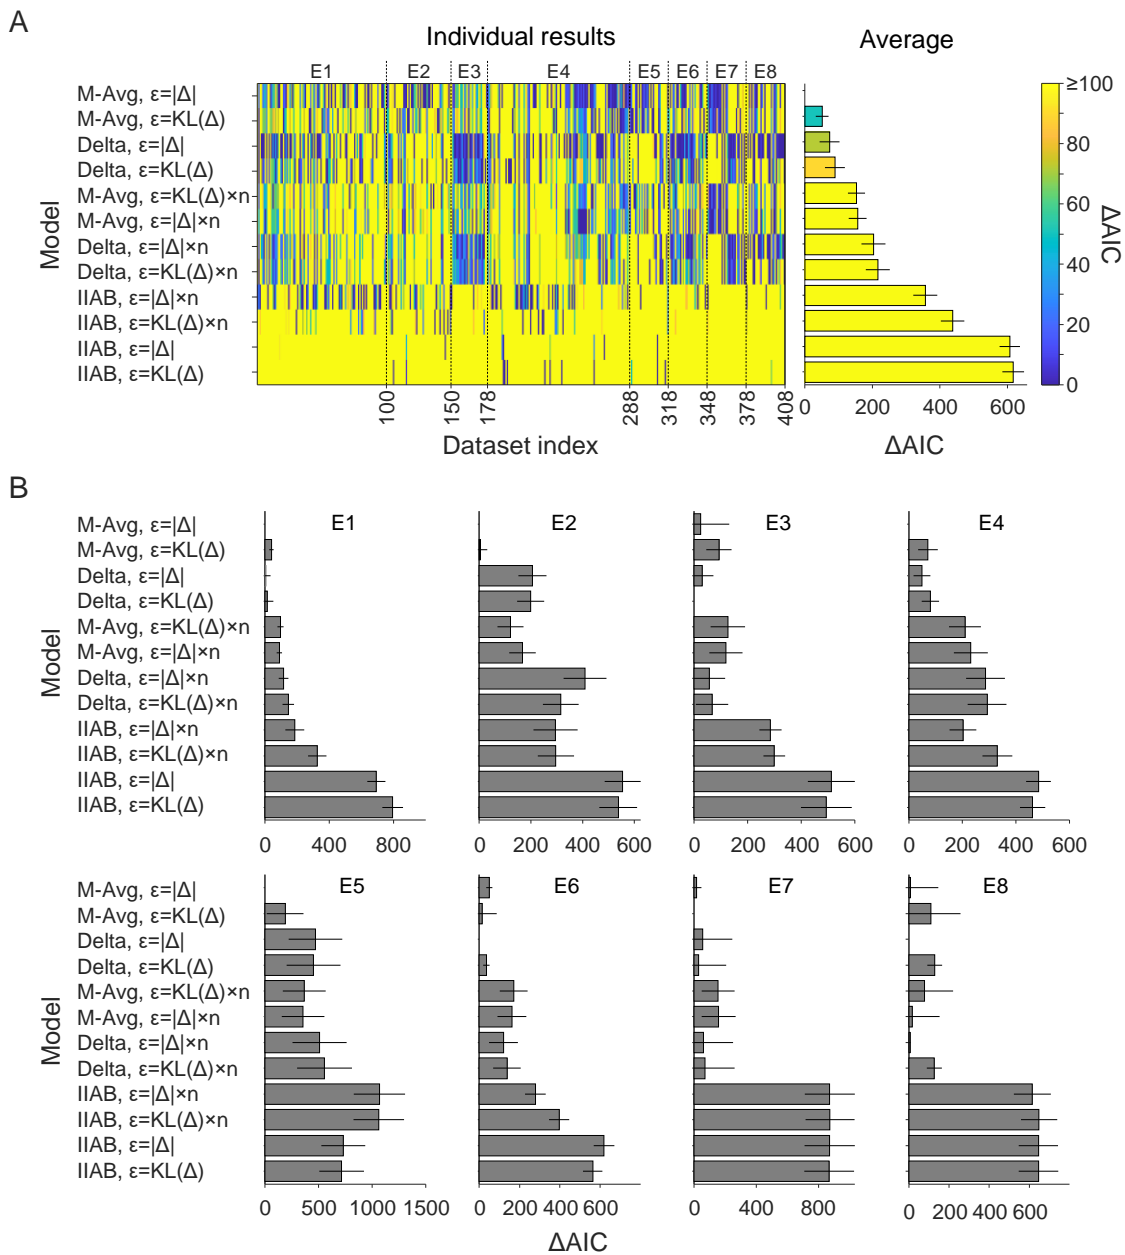 A
Individual results
Average
E1 E2 E3 E4 E5 E6 E7 E8
M-Avg, ε=|Δ|
M-Avg, ε=KL(Δ)
Delta, ε=|Δ|
Delta, ε=KL(Δ)
M-Avg, ε=KL(Δ)×n
M-Avg, ε=|Δ|×n
Delta, ε=|Δ|×n
Delta, ε=KL(Δ)×n
IIAB, ε=|Δ|×n
IIAB, ε=KL(Δ)×n
IIAB, ε=|Δ|
IIAB, ε=KL(Δ)
Model
100 150 178 288 318 348 378 408
Dataset index
0 200 400 600
ΔAIC
≥100
80
60
40
20
0
ΔAIC
B
E1 E2 E3 E4
M-Avg, ε=|Δ|
M-Avg, ε=KL(Δ)
Delta, ε=|Δ|
Delta, ε=KL(Δ)
M-Avg, ε=KL(Δ)×n
M-Avg, ε=|Δ|×n
Delta, ε=|Δ|×n
Delta, ε=KL(Δ)×n
IIAB, ε=|Δ|×n
IIAB, ε=KL(Δ)×n
IIAB, ε=|Δ|
IIAB, ε=KL(Δ)
Model
0 400 800 0 200 400 600 0 200 400 600 0 200 400 600
E5 E6 E7 E8
M-Avg, ε=|Δ|
M-Avg, ε=KL(Δ)
Delta, ε=|Δ|
Delta, ε=KL(Δ)
M-Avg, ε=KL(Δ)×n
M-Avg, ε=|Δ|×n
Delta, ε=|Δ|×n
Delta, ε=KL(Δ)×n
IIAB, ε=|Δ|×n
IIAB, ε=KL(Δ)×n
IIAB, ε=|Δ|
IIAB, ε=KL(Δ)
Model
0 500 1000 1500 0 200 400 600 0 200 400 600 800 0 200 400 600
ΔAIC